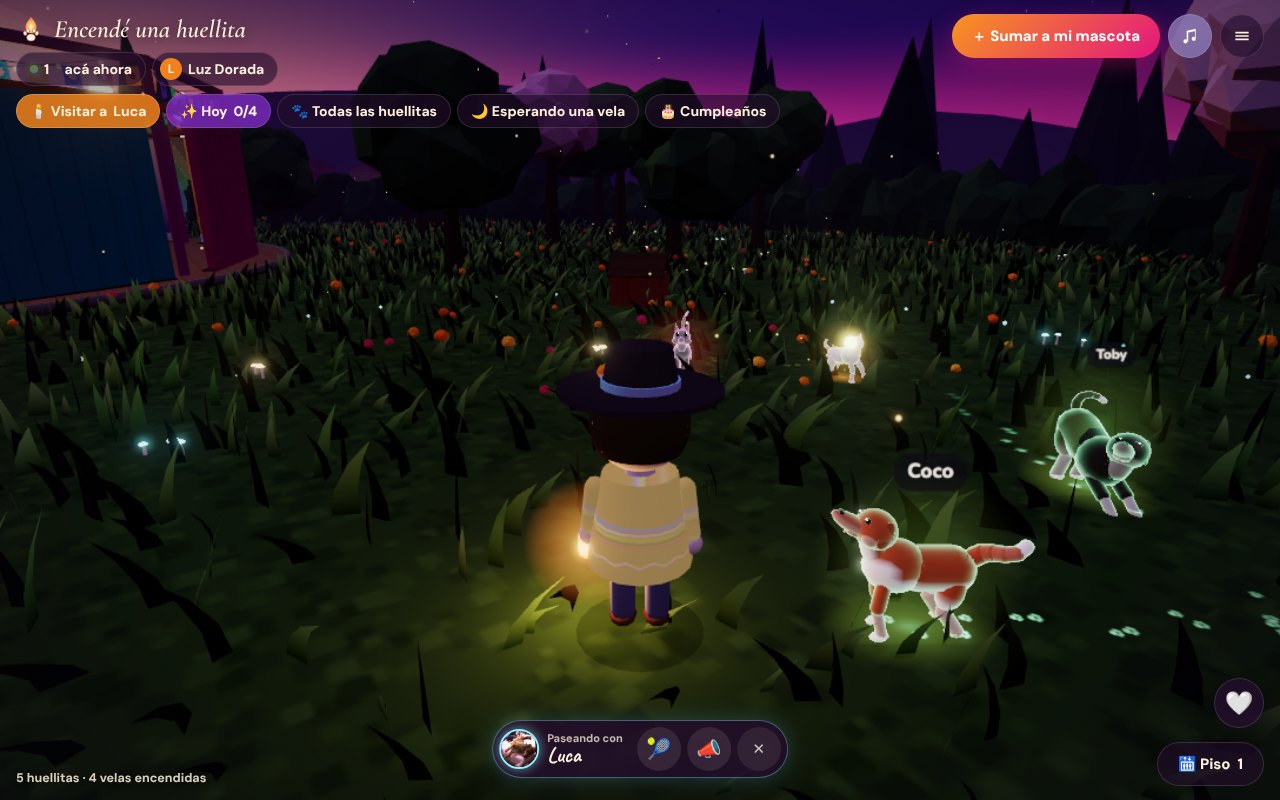 Encendé una huellita
+ Sumar a mi mascota
1 acá ahora
L Luz Dorada
Visitar a Luca
Hoy 0/4
Todas las huellitas
Esperando una vela
Cumpleaños
Toby
Coco
Paseando con
Luca
5 huellitas · 4 velas encendidas
Piso 1